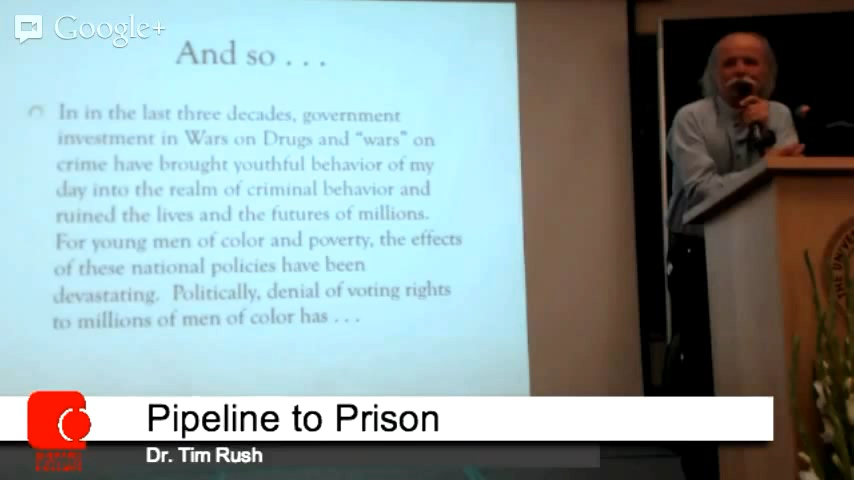 Google+
And so . . .
In in the last three decades, government
investment in Wars on Drugs and “wars” on
crime have brought youthful behavior of my
day into the realm of criminal behavior and
ruined the lives and the futures of millions.
For young men of color and poverty, the effects
of these national policies have been
devastating. Politically, denial of voting rights
to millions of men of color has . . .
THE UNIVER
Pipeline to Prison
Dr. Tim Rush